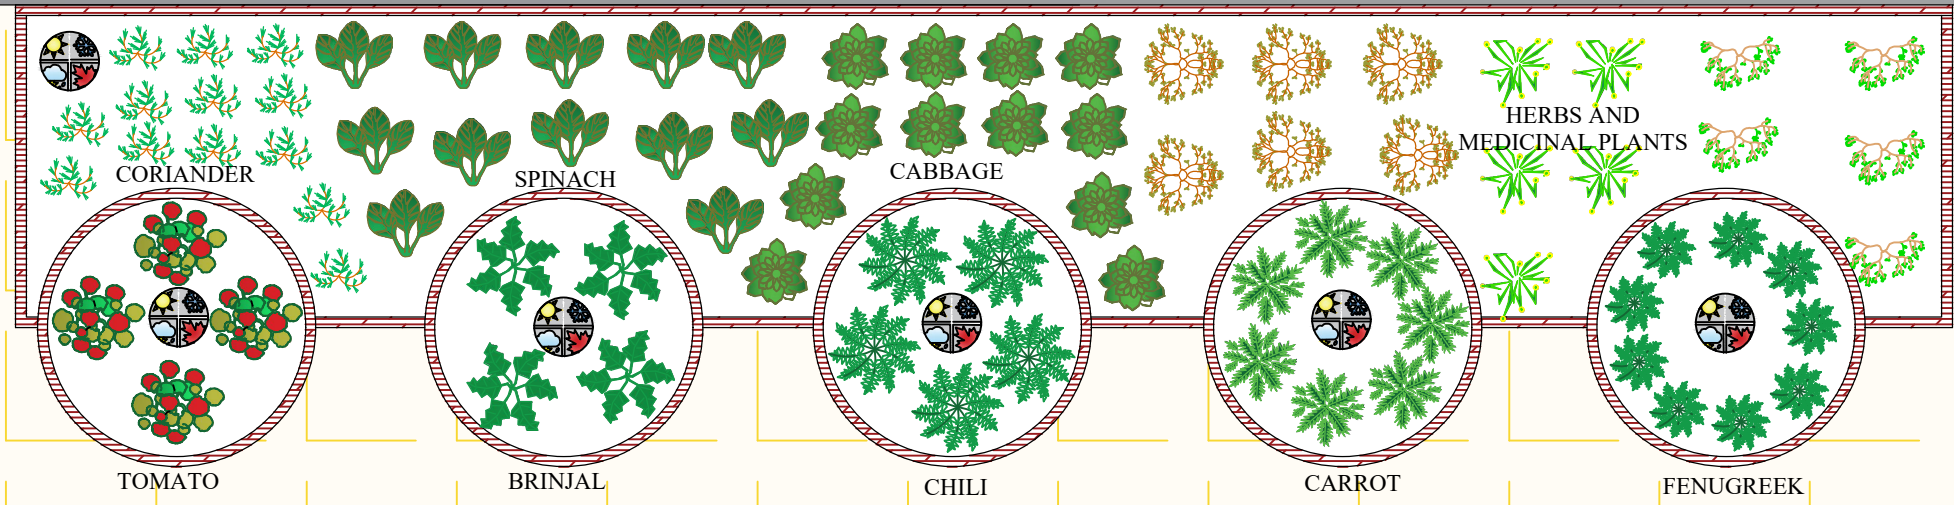 HERBS AND
MEDICINAL PLANTS
CORIANDER
SPINACH
CABBAGE
TOMATO
BRINJAL
CHILI
CARROT
FENUGREEK